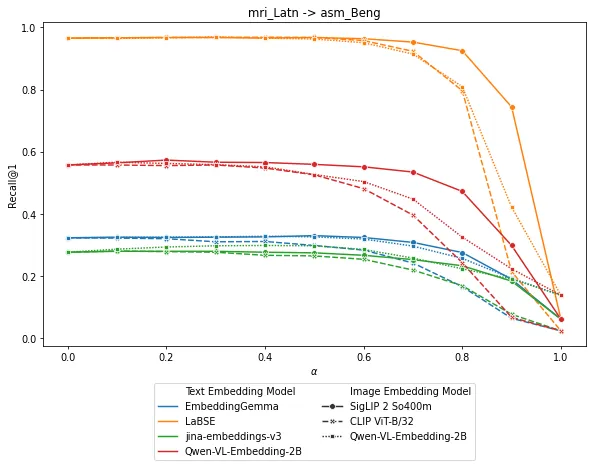 mri_Latn -> asm_Beng
1.0
0.8
0.6
0.4
0.2
0.0
Recall@1
0.0 0.2 0.4 0.6 0.8 1.0
α
Text Embedding Model Image Embedding Model
EmbeddingGemma SigLIP 2 So400m
LaBSE CLIP ViT-B/32
jina-embeddings-v3 Qwen-VL-Embedding-2B
Qwen-VL-Embedding-2B